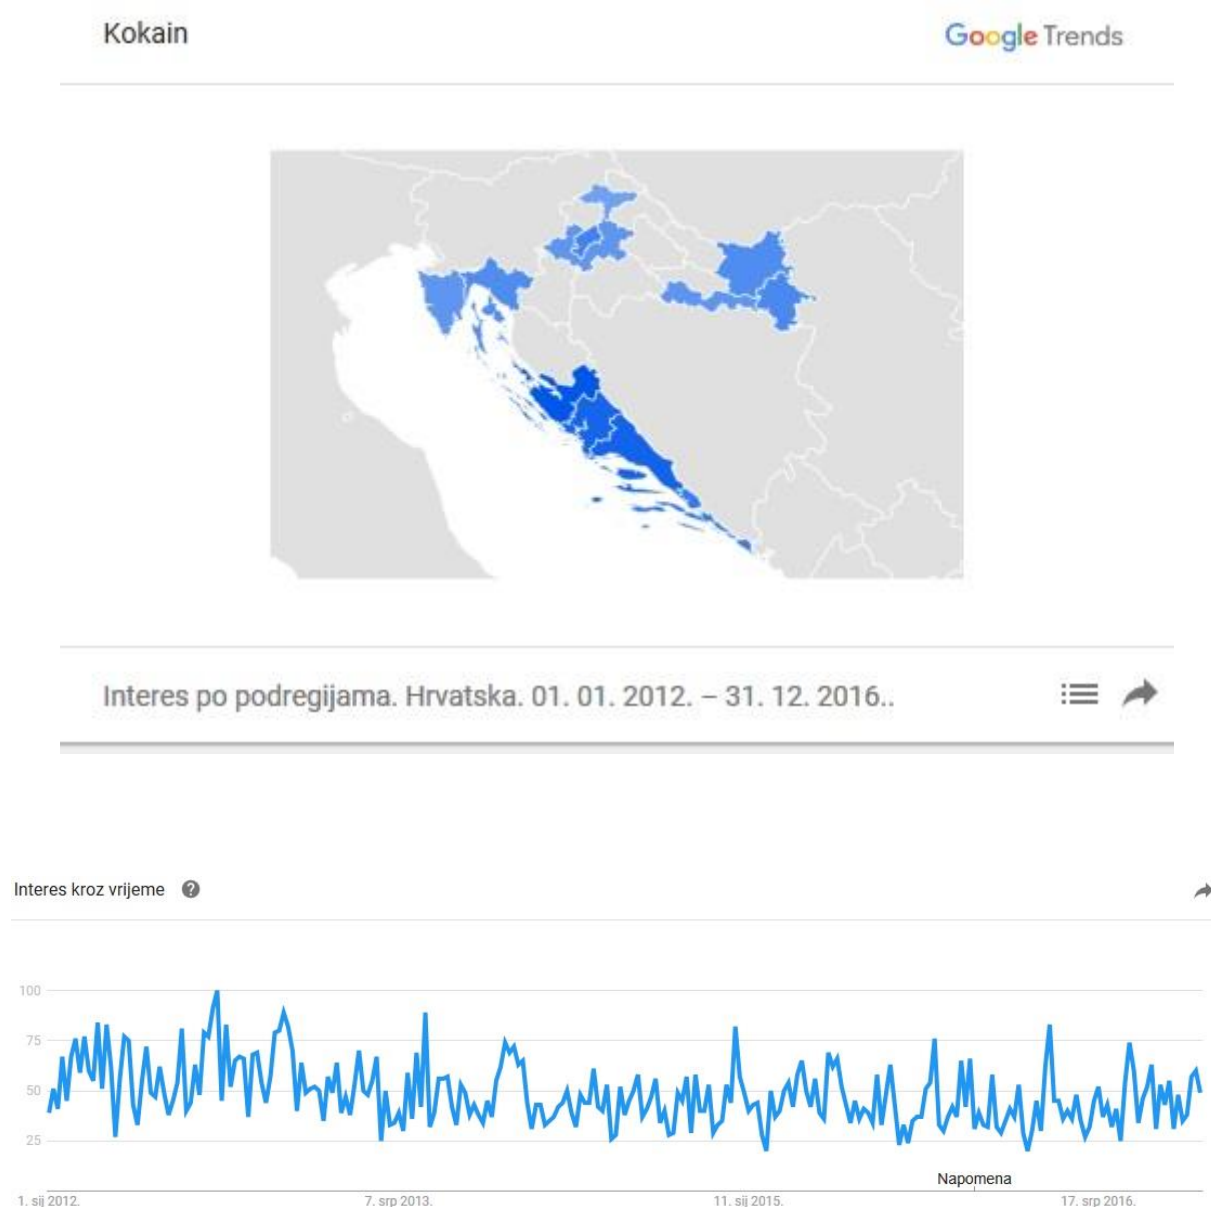 Kokain
Google Trends
Interes po podregijama. Hrvatska. 01. 01. 2012. – 31. 12. 2016..
Interes kroz vrijeme ?
100
75
50
25
Napomena
1. sij 2012. 7. srp 2013. 11. sij 2015. 17. srp 2016.